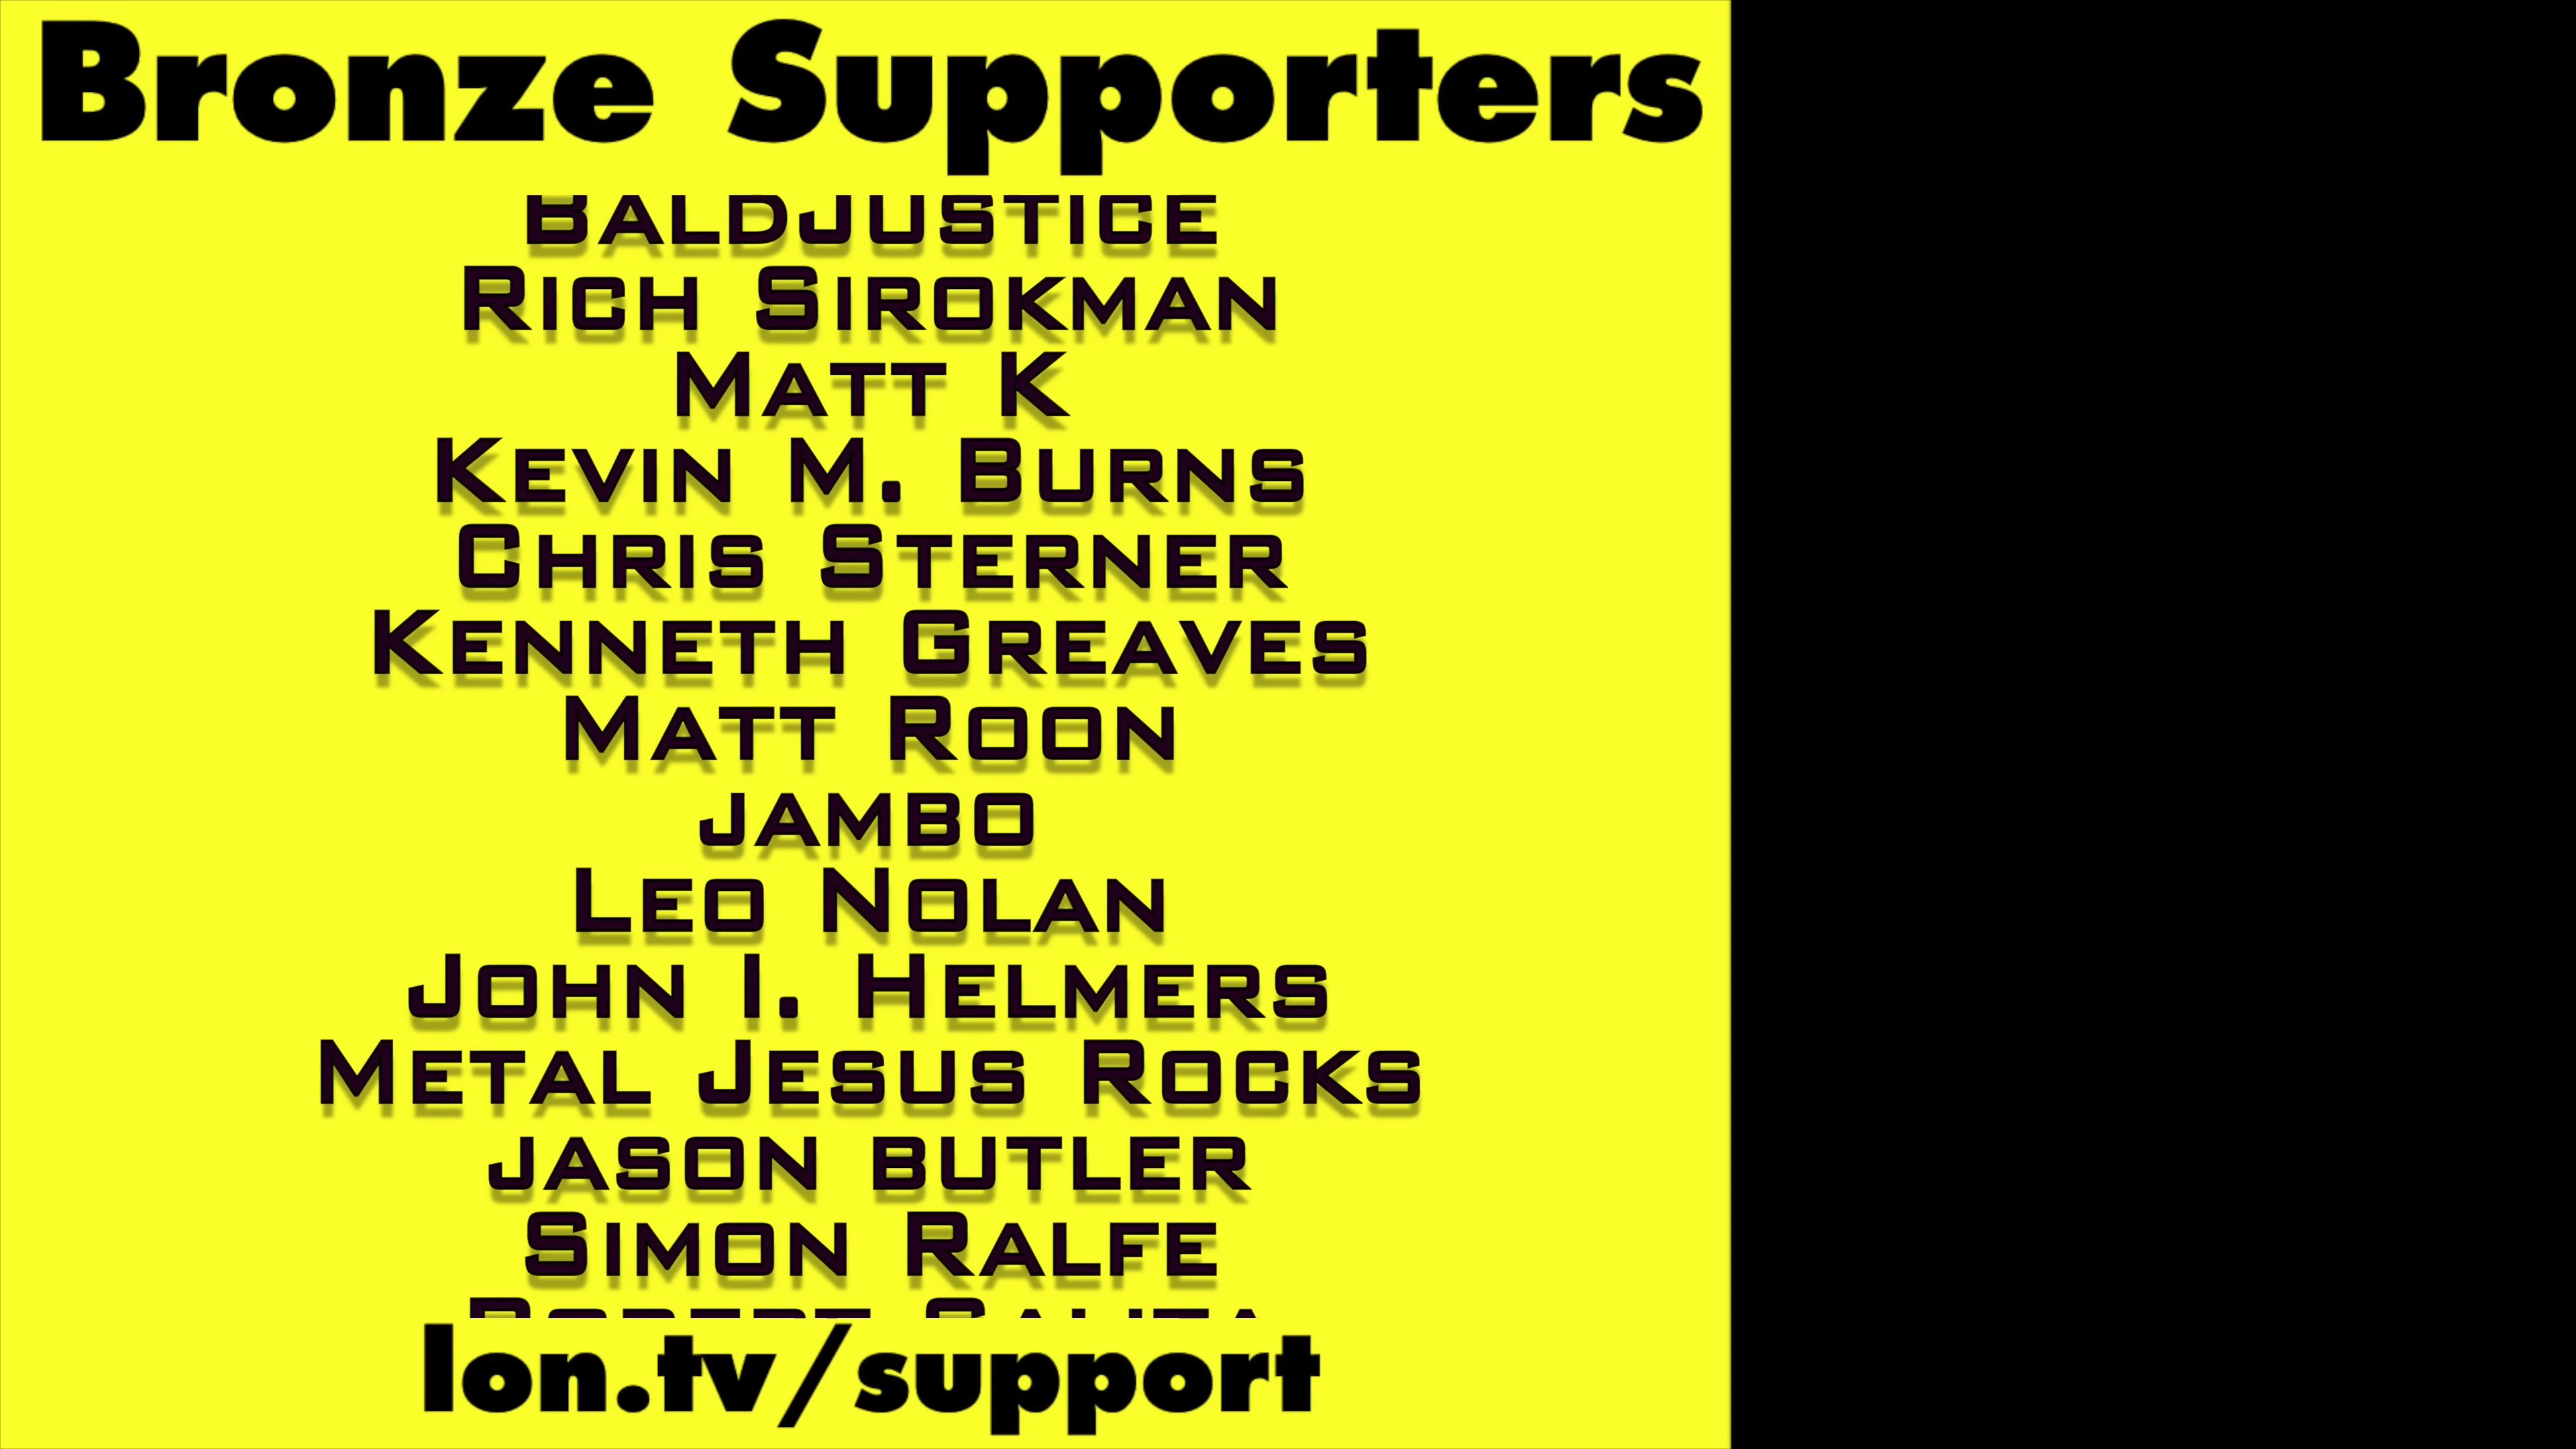 Bronze Supporters
BALDJUSTICE
RICH SIROKMAN
MATT K
KEVIN M. BURNS
CHRIS STERNER
KENNETH GREAVES
MATT ROON
JAMBO
LEO NOLAN
JOHN I. HELMERS
METAL JESUS ROCKS
JASON BUTLER
SIMON RALFE
lon.tv/support